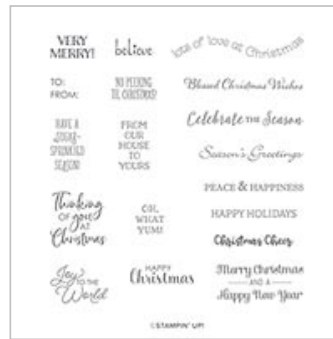 VERY
MERRY!
believe
lots of love at Christmas
TO:
FROM:
NO PEEKING
'TIL CHRISTMAS!
Blessed Christmas Wishes
Celebrate THE Season
HAVE A
SUGAR-
SPRINKLED
SEASON!
FROM
OUR
HOUSE
TO
YOURS
Season's Greetings
PEACE & HAPPINESS
Thinking
OF you AT
Christmas
OH,
WHAT
YUM!
HAPPY HOLIDAYS
Christmas Cheer
Joy TO THE
World
HAPPY
Christmas
Merry Christmas
AND A
Happy New Year
©STAMPIN' UP!